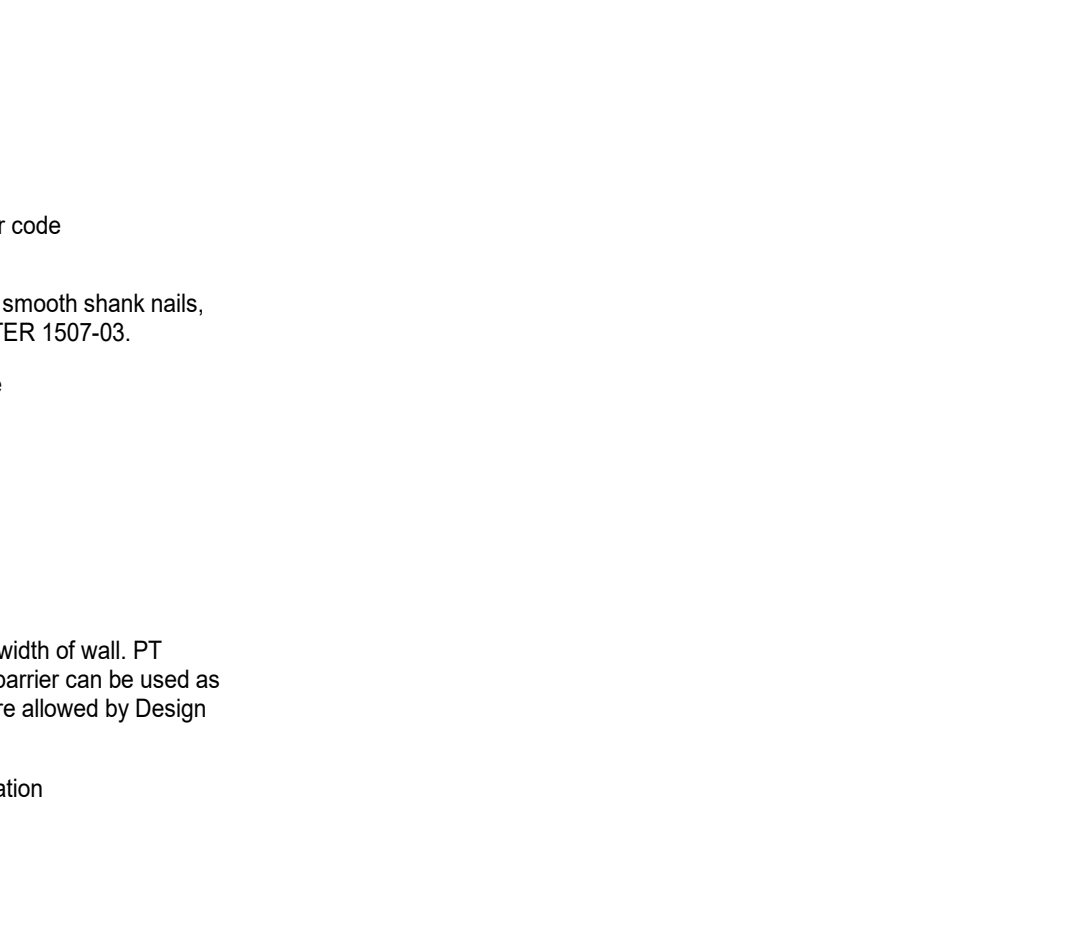 r code
smooth shank nails,
TER 1507-03.
e
width of wall. PT
barrier can be used as
re allowed by Design
ation